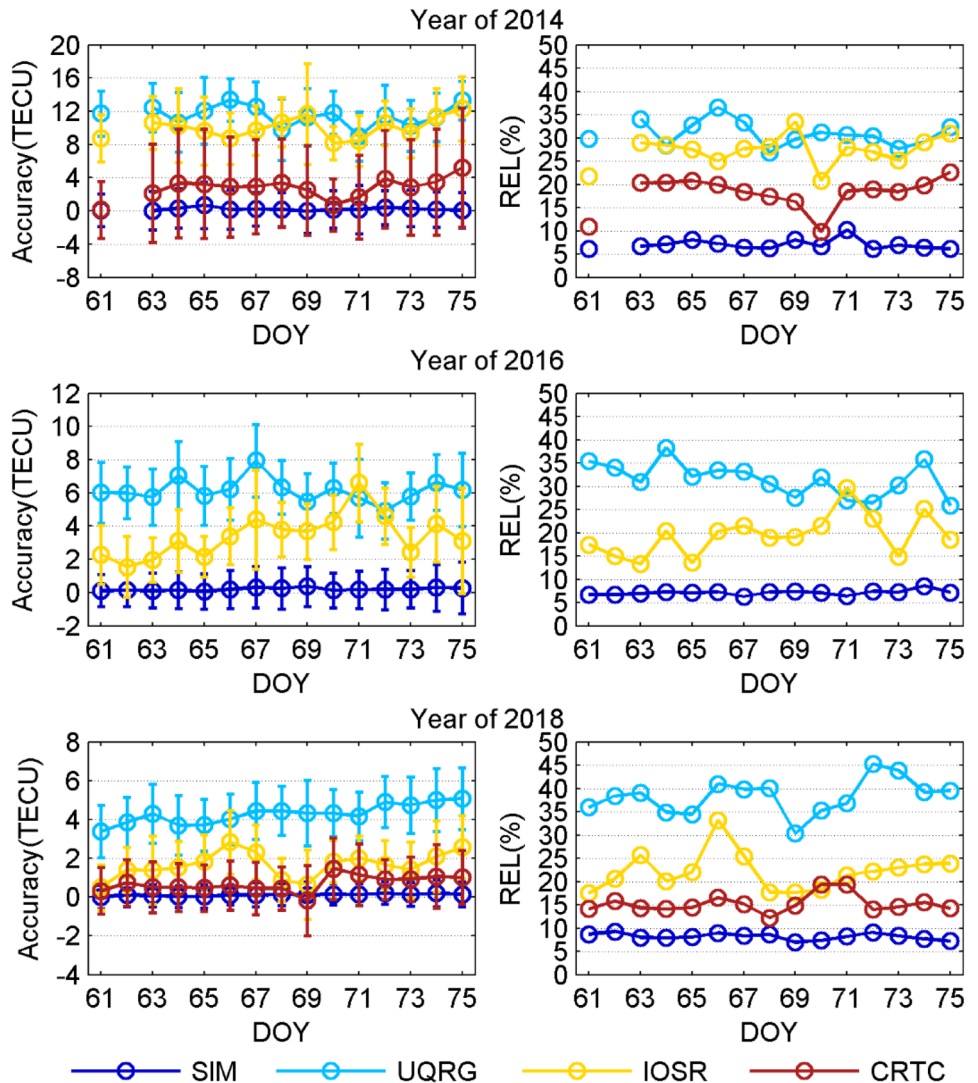 Year of 2014
Accuracy(TECU)
20
16
12
8
4
0
-4
-8
61 63 65 67 69 71 73 75
DOY
REL(%)
50
45
40
35
30
25
20
15
10
5
0
61 63 65 67 69 71 73 75
DOY
Year of 2016
Accuracy(TECU)
12
10
8
6
4
2
0
-2
61 63 65 67 69 71 73 75
DOY
REL(%)
50
45
40
35
30
25
20
15
10
5
0
61 63 65 67 69 71 73 75
DOY
Year of 2018
Accuracy(TECU)
8
6
4
2
0
-2
-4
61 63 65 67 69 71 73 75
DOY
REL(%)
50
45
40
35
30
25
20
15
10
5
0
61 63 65 67 69 71 73 75
DOY
SIM UQRG IOSR CRTC